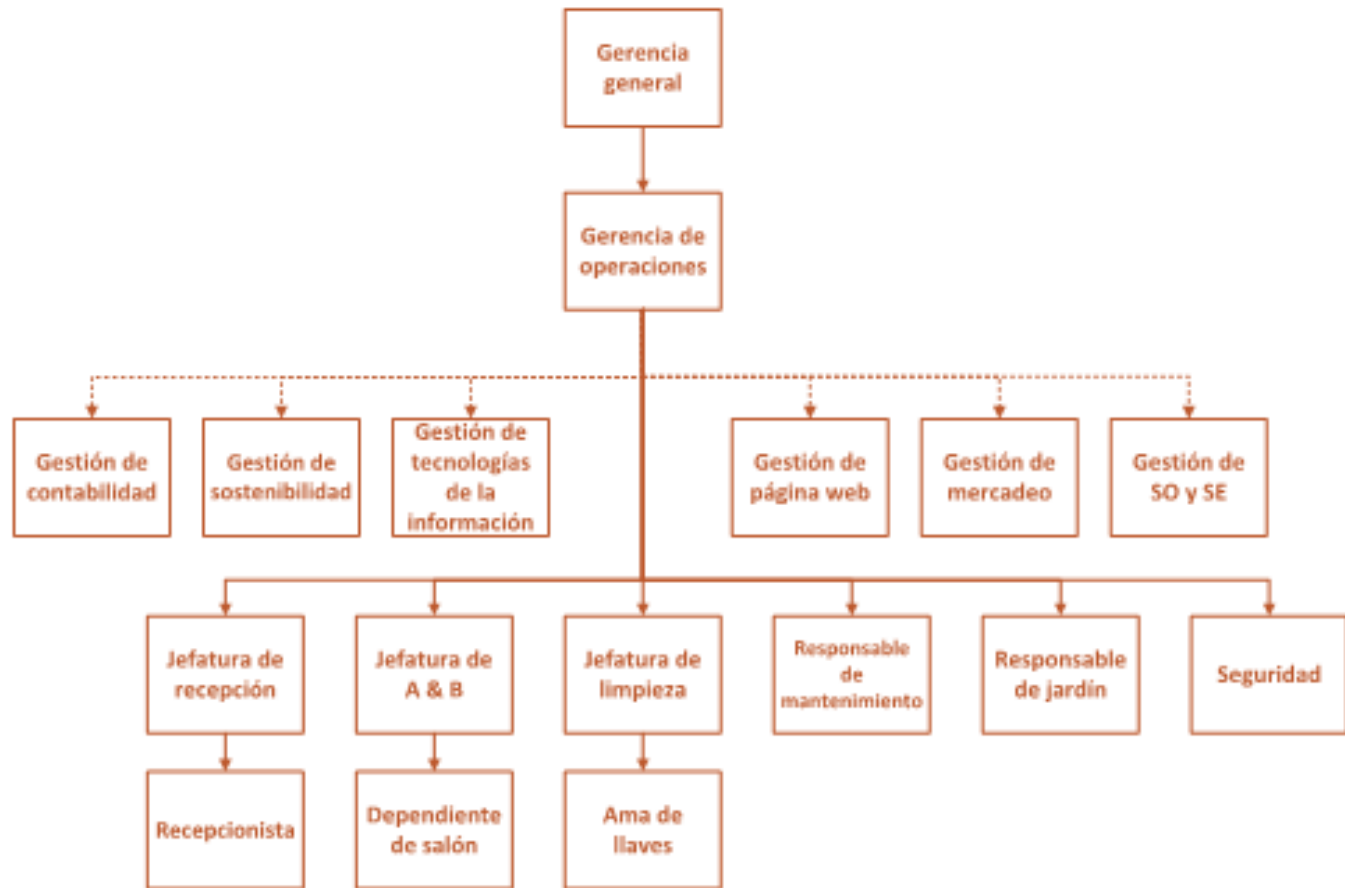 Gerencia
general
Gerencia de
operaciones
Gestión de
contabilidad
Gestión de
sostenibilidad
Gestión de
tecnologías
de la
información
Gestión de
página web
Gestión de
mercadeo
Gestión de
SO y SE
Jefatura de
recepción
Jefatura de
A & B
Jefatura de
limpieza
Responsable
de
mantenimiento
Responsable
de jardín
Seguridad
Recepcionista
Dependiente
de salón
Ama de
llaves